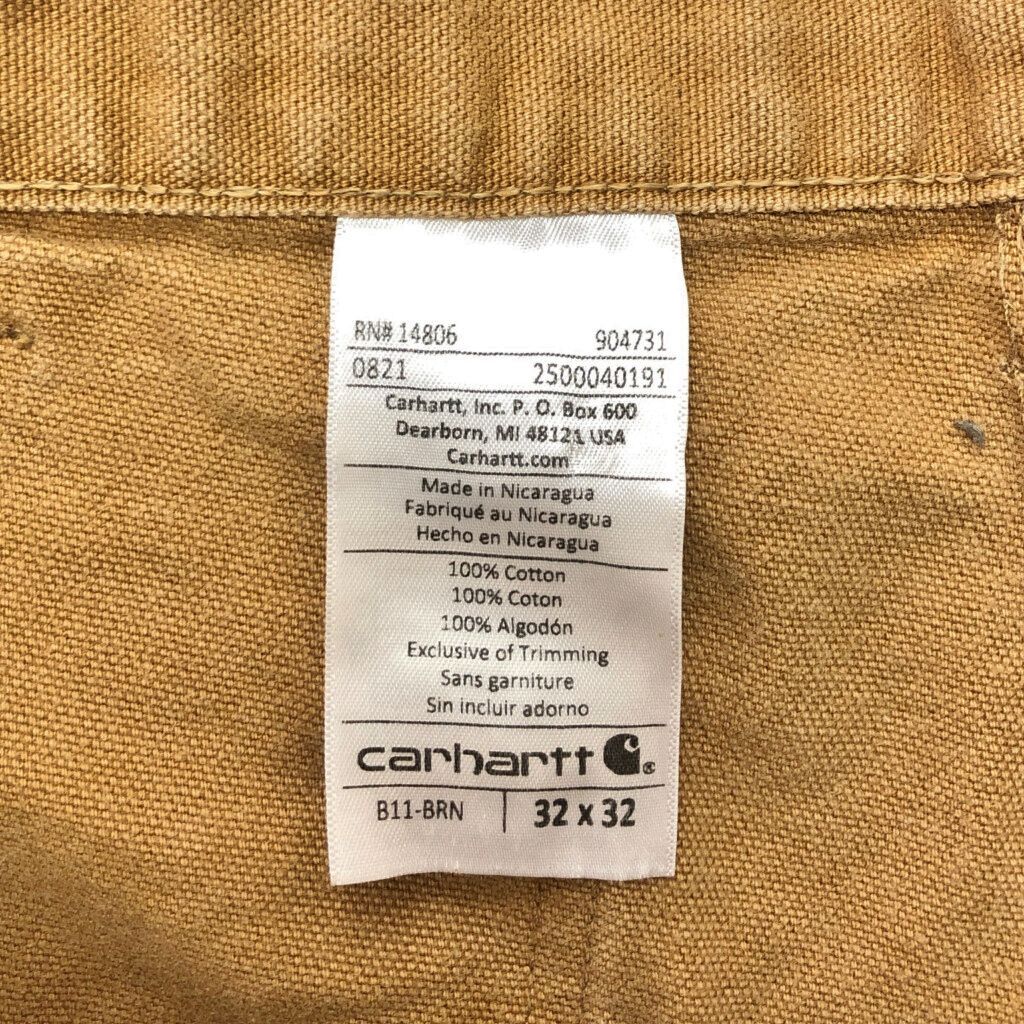 RN# 14806 904731
0821 2500040191
Carhartt, Inc. P. O. Box 600
Dearborn, MI 48121 USA
Carhartt.com
Made in Nicaragua
Fabriqué au Nicaragua
Hecho en Nicaragua
100% Cotton
100% Coton
100% Algodón
Exclusive of Trimming
Sans garniture
Sin incluir adorno
carhartt ®
B11-BRN 32 x 32